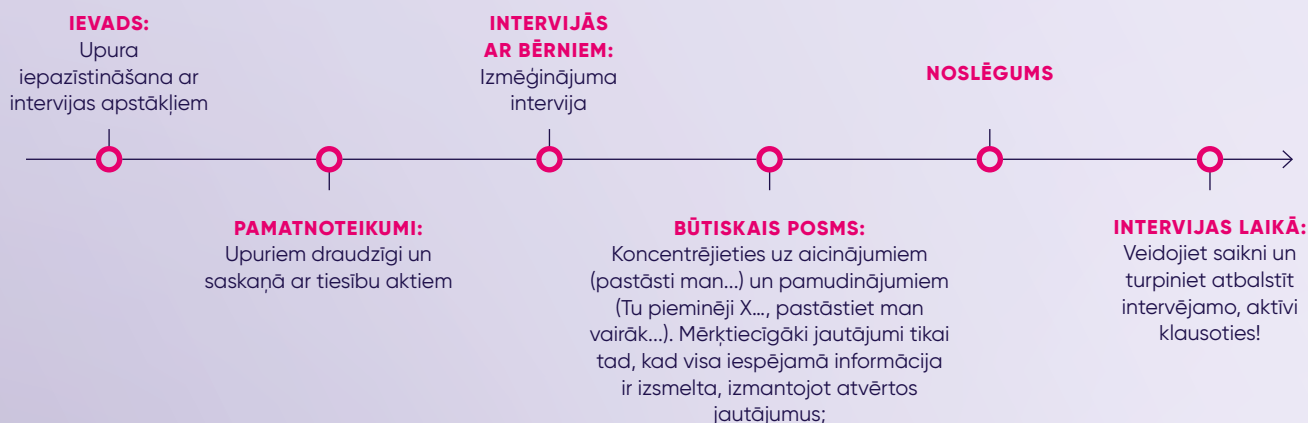 IEVADS:
Upura
iepazīstināšana ar
intervijas apstākļiem
PAMATNOTEIKUMI:
Upuriem draudzīgi un
saskaņā ar tiesību aktiem
INTERVIJĀS
AR BĒRNIEM:
Izmēģinājuma
intervija
BŪTISKAIS POSMS:
Koncentrējieties uz aicinājumiem
(pastāsti man...) un pamudinājumiem
(Tu pieminēji X..., pastāstiet man
vairāk...). Mērķtiecīgāki jautājumi tikai
tad, kad visa iespējamā informācija
ir izsmelta, izmantojot atvērtos
jautājumus;
NOSLĒGUMS
INTERVIJAS LAIKĀ:
Veidojiet saikni un
turpiniet atbalstīt
intervējamo, aktīvi
klausoties!